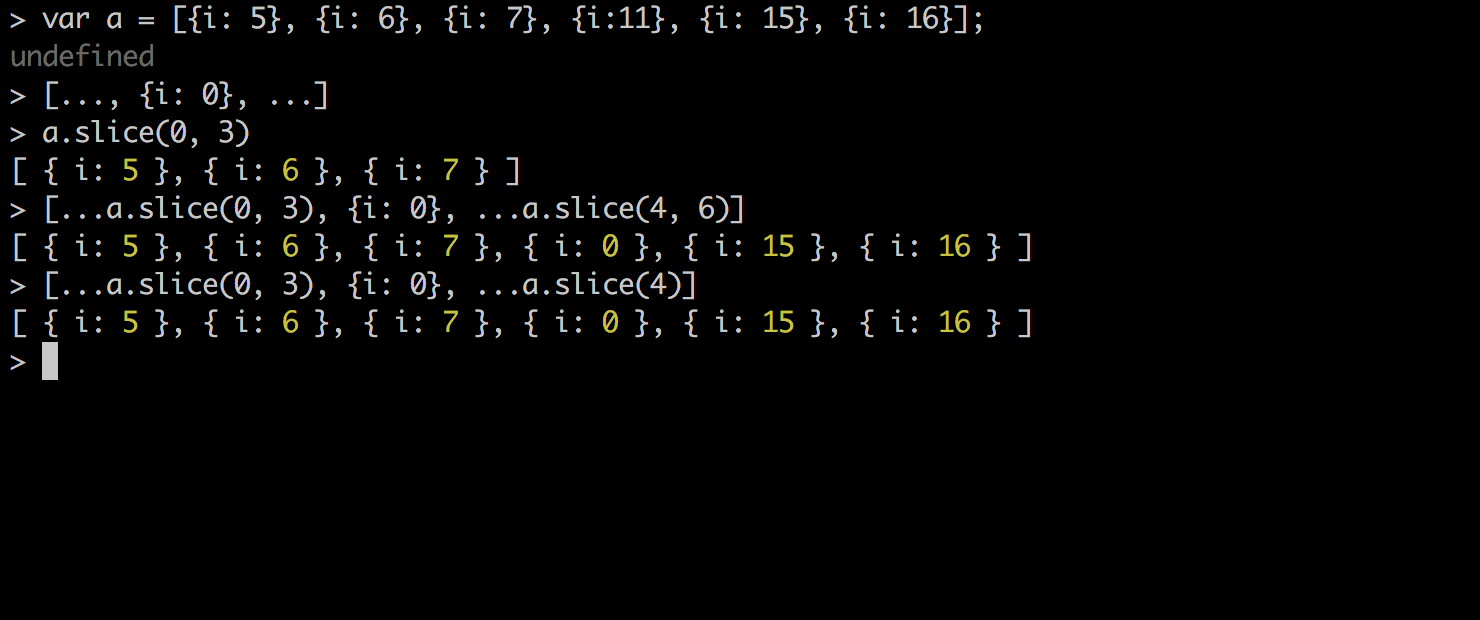 > var a = [{i: 5}, {i: 6}, {i: 7}, {i:11}, {i: 15}, {i: 16}];
undefined
> [..., {i: 0}, ...]
> a.slice(0, 3)
[ { i: 5 }, { i: 6 }, { i: 7 } ]
> [...a.slice(0, 3), {i: 0}, ...a.slice(4, 6)]
[ { i: 5 }, { i: 6 }, { i: 7 }, { i: 0 }, { i: 15 }, { i: 16 } ]
> [...a.slice(0, 3), {i: 0}, ...a.slice(4)]
[ { i: 5 }, { i: 6 }, { i: 7 }, { i: 0 }, { i: 15 }, { i: 16 } ]
>